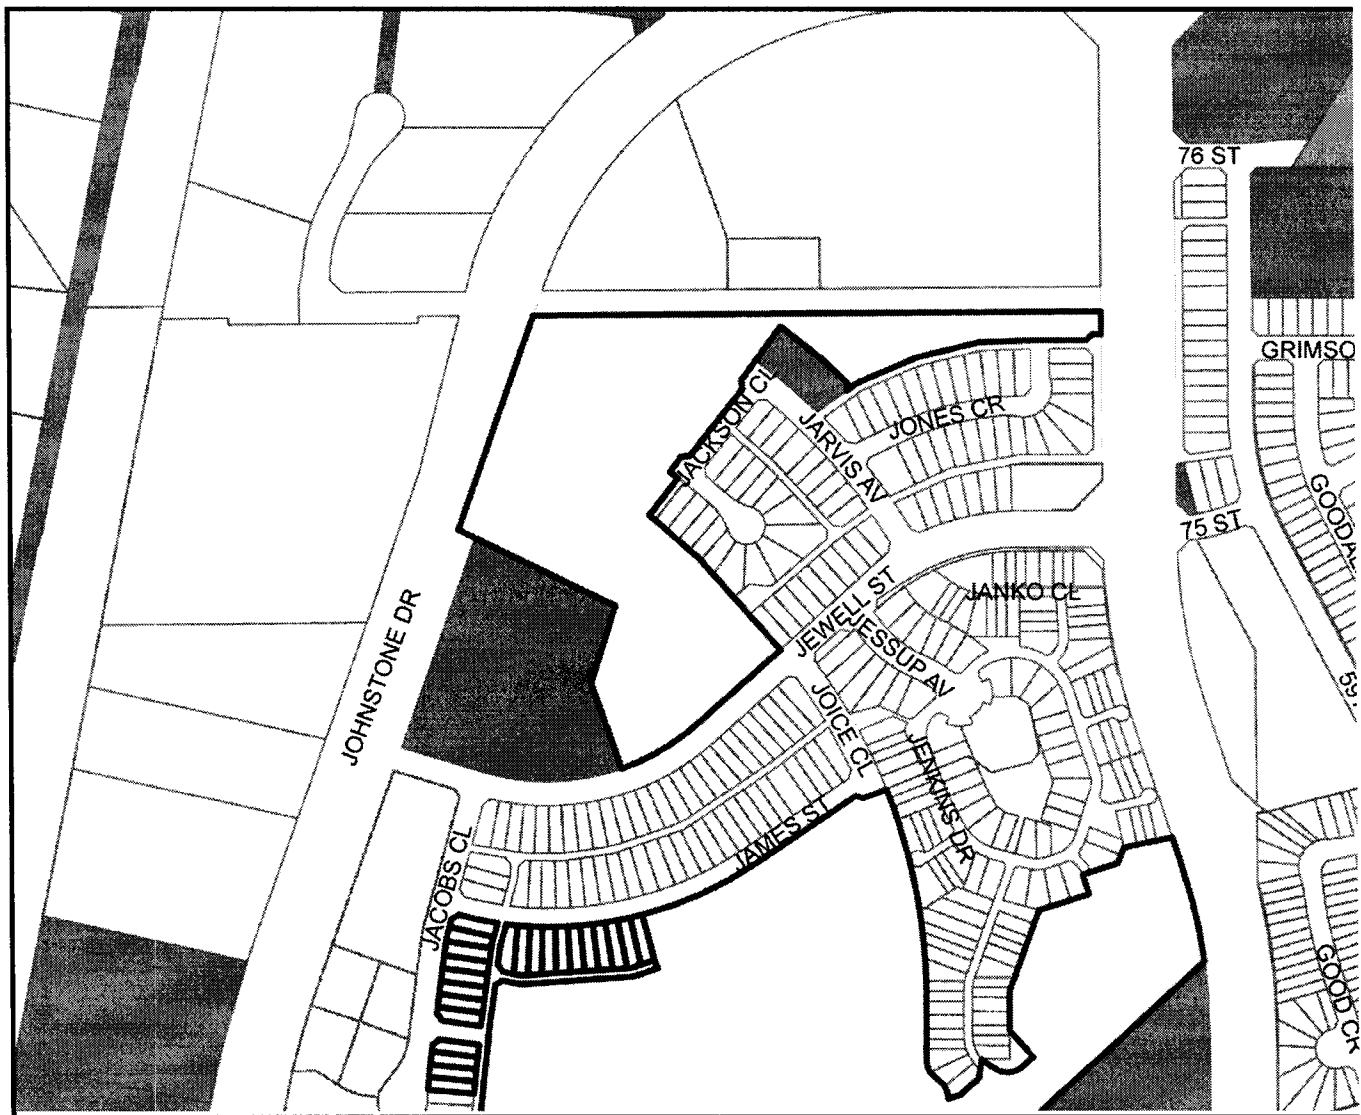 76 ST
GRIMSO
JACKSON CL
JARVIS AV
JONES CR
GOODA
75 ST
JANKO CL
JEWELL ST
JESSUP AV
JOHNSTONE DR
59
JOICE CL
JENKINS DR
JAMES ST
JACOBS CL
GOOD CR